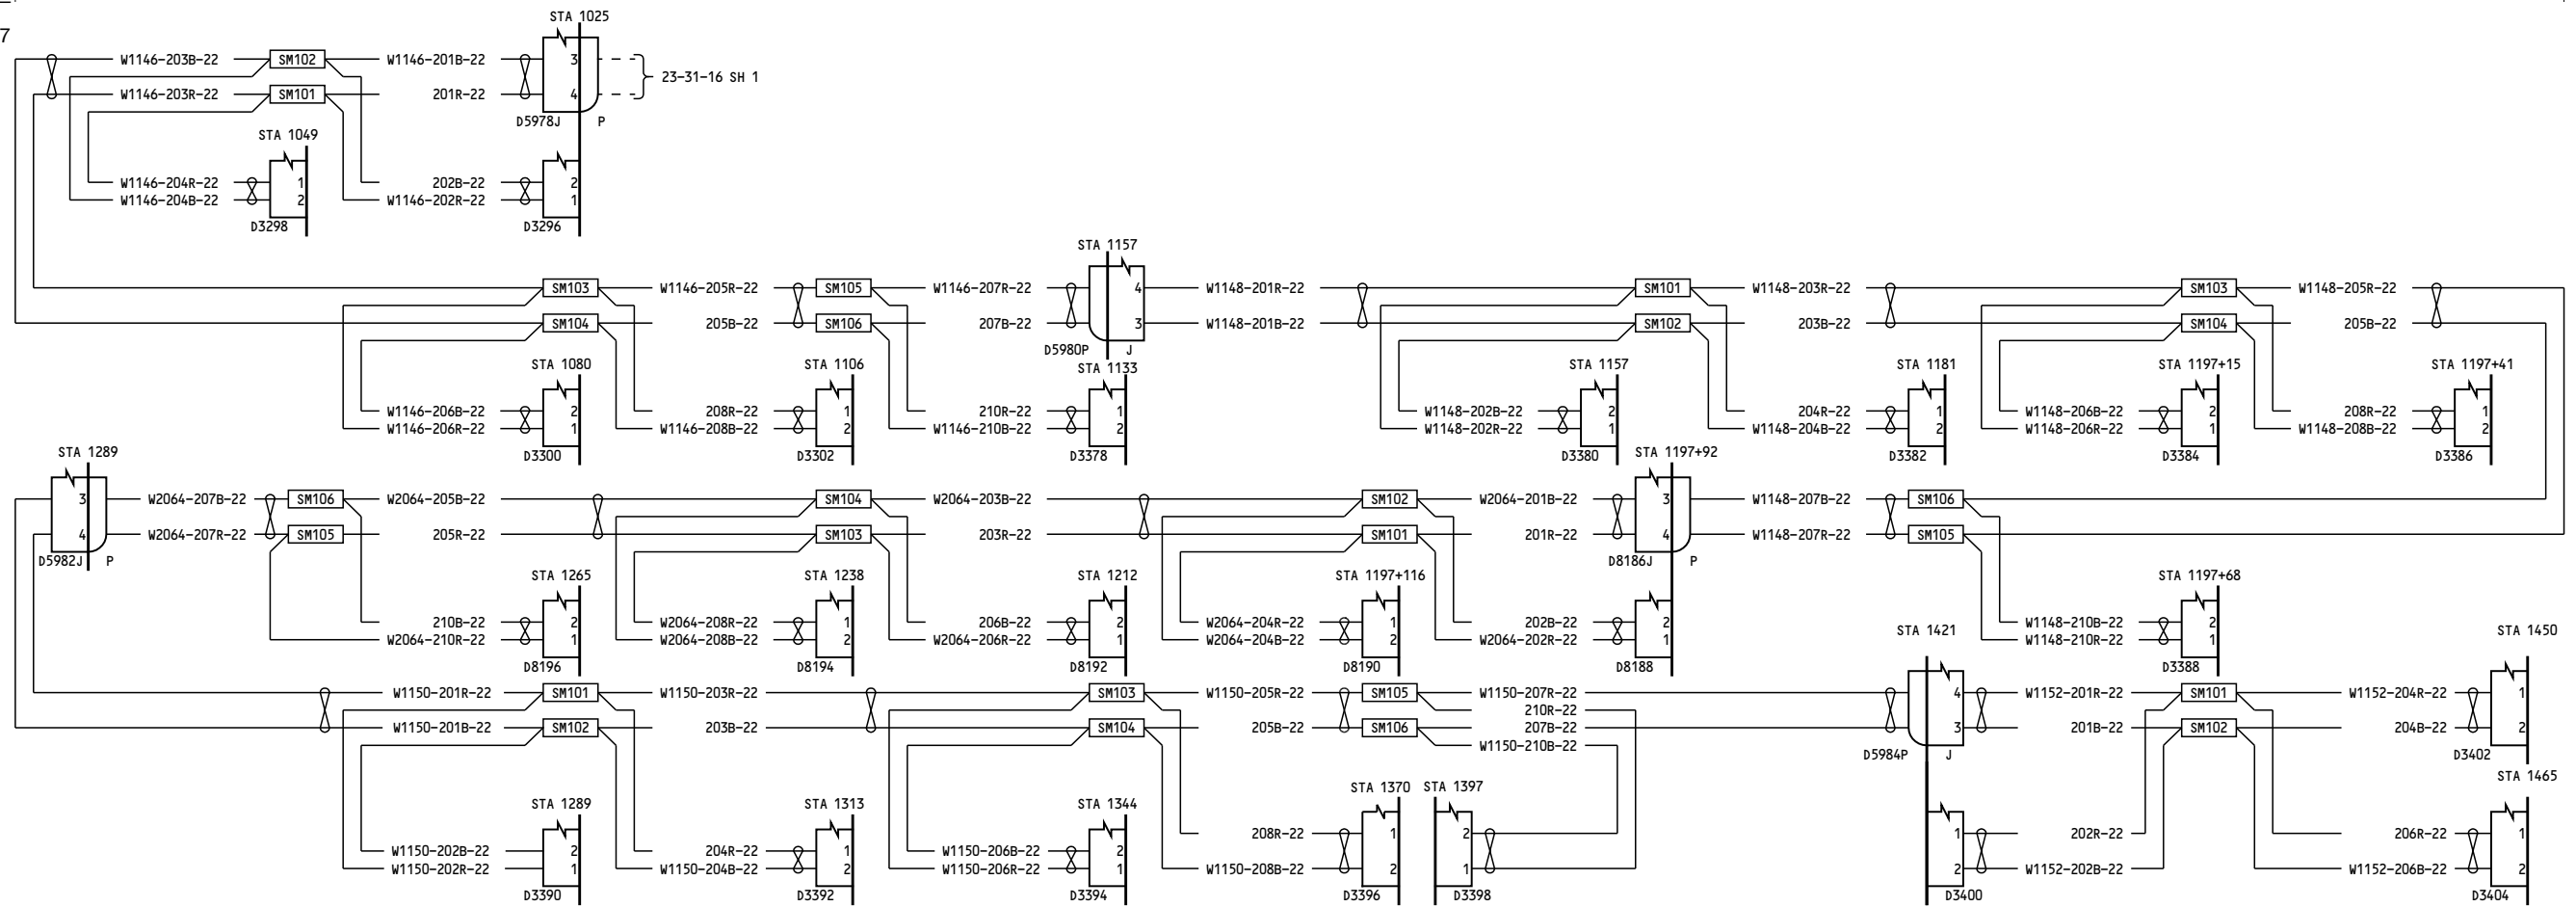 7
STA 1025
W1146-203B-22 SM102 W1146-201B-22 3
23-31-16 SH 1
W1146-203R-22 SM101 201R-22 4
D5978J P
STA 1049
W1146-204R-22 1 202B-22 2
W1146-204B-22 2 W1146-202R-22 1
D3298 D3296
STA 1157
SM103 W1146-205R-22 SM105 W1146-207R-22 4 W1148-201R-22 SM101 W1148-203R-22 SM103 W1148-205R-22
SM104 205B-22 SM106 207B-22 3 W1148-201B-22 SM102 203B-22 SM104 205B-22
D5980P J
STA 1080 STA 1106 STA 1133 STA 1157 STA 1181 STA 1197+15 STA 1197+41
W1146-206B-22 2 208R-22 1 210R-22 1 W1148-202B-22 2 204R-22 1 W1148-206B-22 2 208R-22 1
W1146-206R-22 1 W1146-208B-22 2 W1146-210B-22 2 W1148-202R-22 1 W1148-204B-22 2 W1148-206R-22 1 W1148-208B-22 2
D3300 D3302 D3378 D3380 D3382 D3384 D3386
STA 1289 STA 1197+92
3 W2064-207B-22 SM106 W2064-205B-22 SM104 W2064-203B-22 SM102 W2064-201B-22 3 W1148-207B-22 SM106
4 W2064-207R-22 SM105 205R-22 SM103 203R-22 SM101 201R-22 4 W1148-207R-22 SM105
D5982J P D8186J P
STA 1265 STA 1238 STA 1212 STA 1197+116 STA 1197+68
210B-22 2 W2064-208R-22 1 206B-22 2 W2064-204R-22 1 202B-22 2 W1148-210B-22 2
W2064-210R-22 1 W2064-208B-22 2 W2064-206R-22 1 W2064-204B-22 2 W2064-202R-22 1 W1148-210R-22 1
D8196 D8194 D8192 D8190 D8188 D3388
STA 1421 STA 1450
W1150-201R-22 SM101 W1150-203R-22 SM103 W1150-205R-22 SM105 W1150-207R-22 4 W1152-201R-22 SM101 W1152-204R-22 1
210R-22
W1150-201B-22 SM102 203B-22 SM104 205B-22 SM106 207B-22 3 201B-22 SM102 204B-22 2
W1150-210B-22
D5984P J D3402
STA 1289 STA 1313 STA 1344 STA 1370 STA 1397 STA 1465
208R-22 1 2 1 202R-22 206R-22 1
W1150-202B-22 2 204R-22 1 W1150-206B-22 2
W1150-202R-22 1 W1150-204B-22 2 W1150-206R-22 1 W1150-208B-22 2 1 2 W1152-202B-22 W1152-206B-22 2
D3390 D3392 D3394 D3396 D3398 D3400 D3404